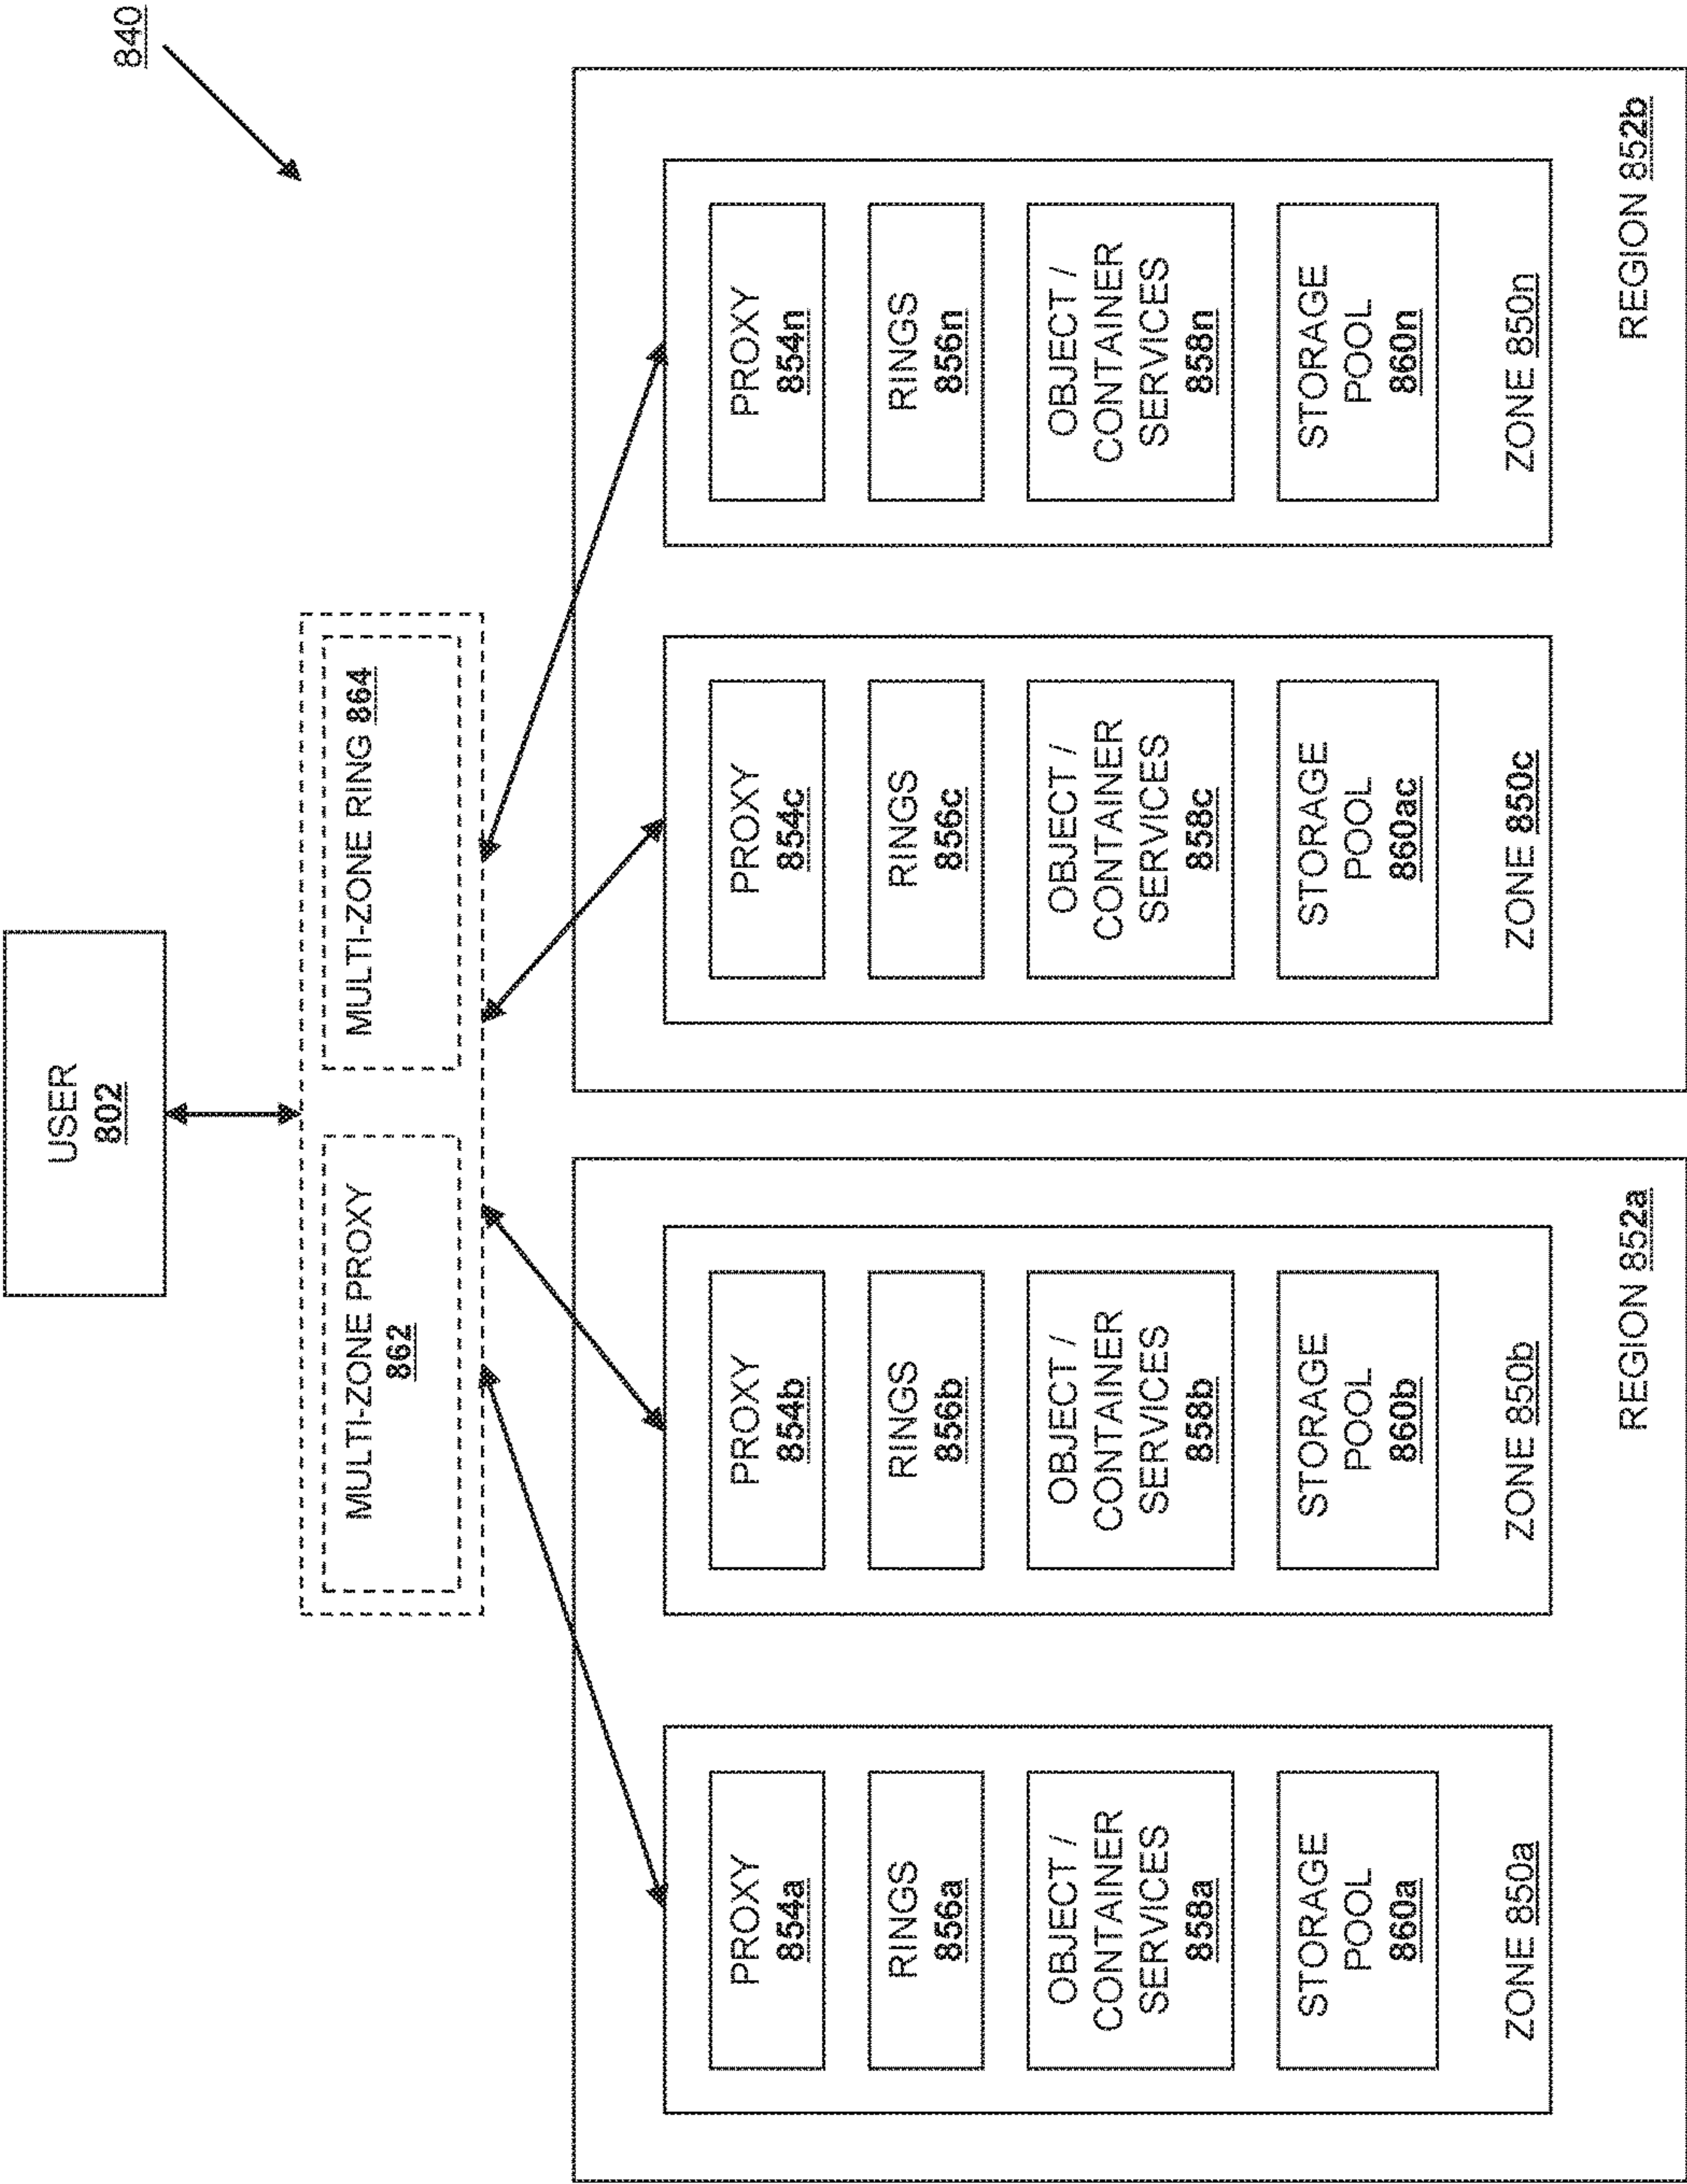 840
USER
802
MULTI-ZONE PROXY
862
MULTI-ZONE RING 864
PROXY
854a
RINGS
856a
OBJECT /
CONTAINER
SERVICES
858a
STORAGE
POOL
860a
ZONE 850a
PROXY
854b
RINGS
856b
OBJECT /
CONTAINER
SERVICES
858b
STORAGE
POOL
860b
ZONE 850b
REGION 852a
PROXY
854c
RINGS
856c
OBJECT /
CONTAINER
SERVICES
858c
STORAGE
POOL
860ac
ZONE 850c
PROXY
854n
RINGS
856n
OBJECT /
CONTAINER
SERVICES
858n
STORAGE
POOL
860n
ZONE 850n
REGION 852b